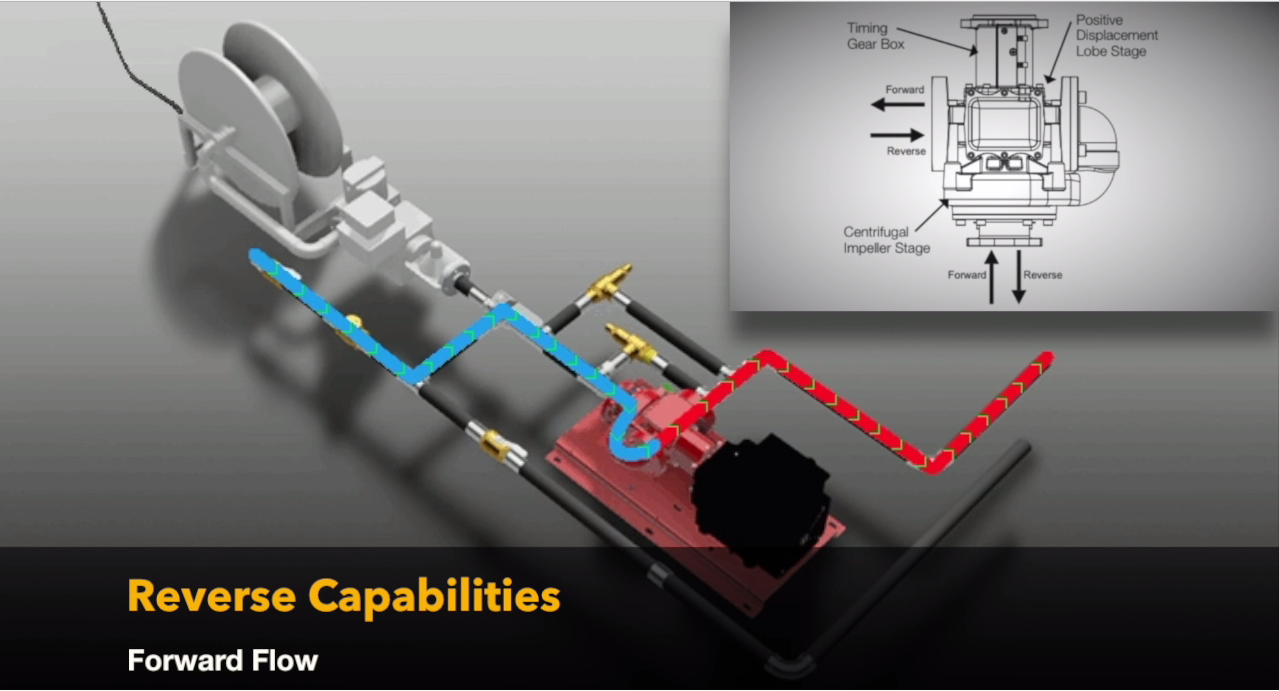 Timing
Gear Box
Positive
Displacement
Lobe Stage
Forward
Reverse
Centrifugal
Impeller Stage
Forward
Reverse
Reverse Capabilities
Forward Flow